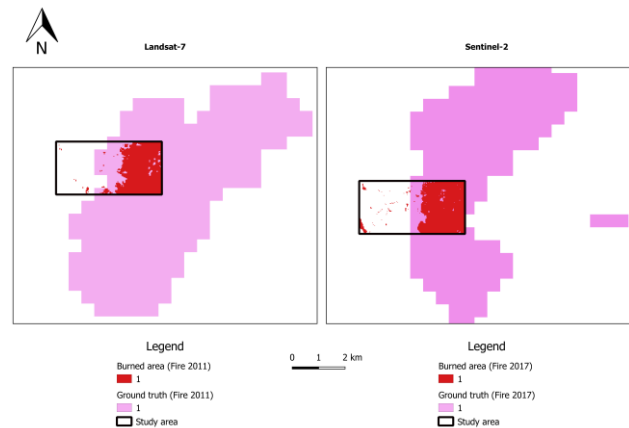 N
Landsat-7
Sentinel-2
Legend
Burned area (Fire 2011)
1
Ground truth (Fire 2011)
1
Study area
0 1 2 km
Legend
Burned area (Fire 2017)
1
Ground truth (Fire 2017)
1
Study area